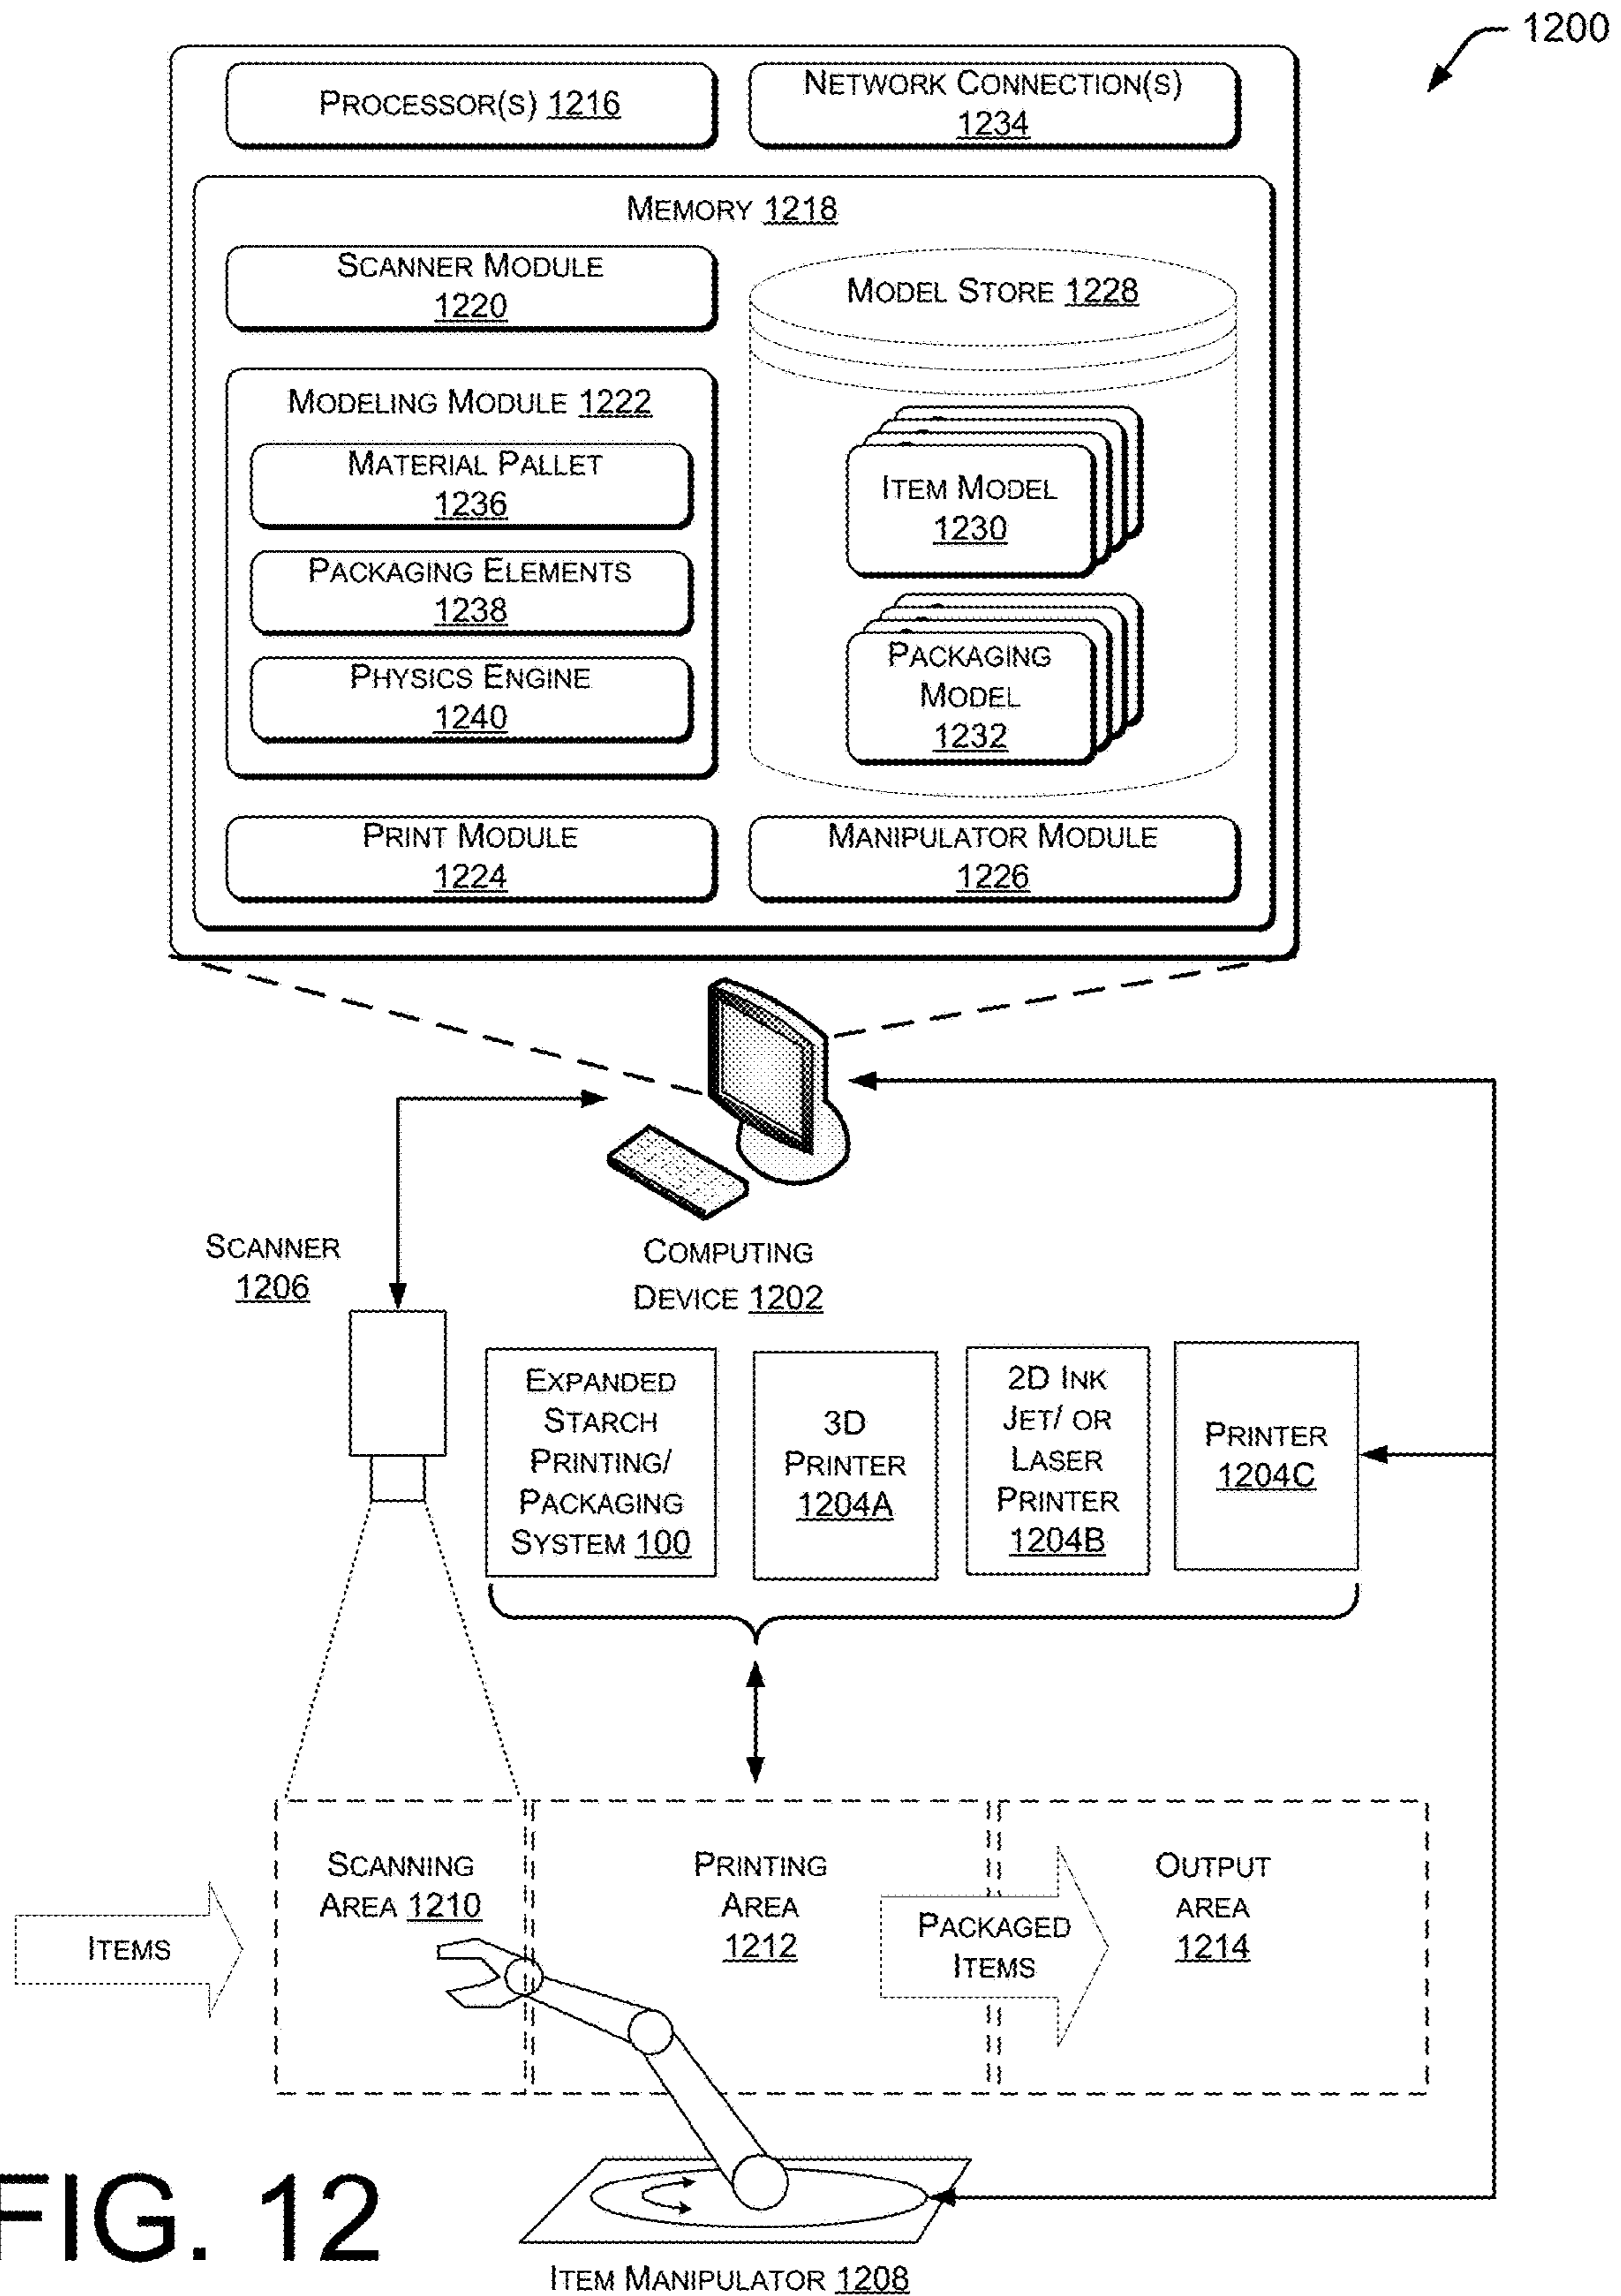 1200
PROCESSOR(S) 1216
NETWORK CONNECTION(S)
1234
MEMORY 1218
SCANNER MODULE
1220
MODEL STORE 1228
MODELING MODULE 1222
MATERIAL PALLET
1236
PACKAGING ELEMENTS
1238
PHYSICS ENGINE
1240
ITEM MODEL
1230
PACKAGING
MODEL
1232
PRINT MODULE
1224
MANIPULATOR MODULE
1226
SCANNER
1206
COMPUTING
DEVICE 1202
EXPANDED
STARCH
PRINTING/
PACKAGING
SYSTEM 100
3D
PRINTER
1204A
2D INK
JET/ OR
LASER
PRINTER
1204B
PRINTER
1204C
ITEMS
SCANNING
AREA 1210
PRINTING
AREA
1212
PACKAGED
ITEMS
OUTPUT
AREA
1214
FIG. 12
ITEM MANIPULATOR 1208